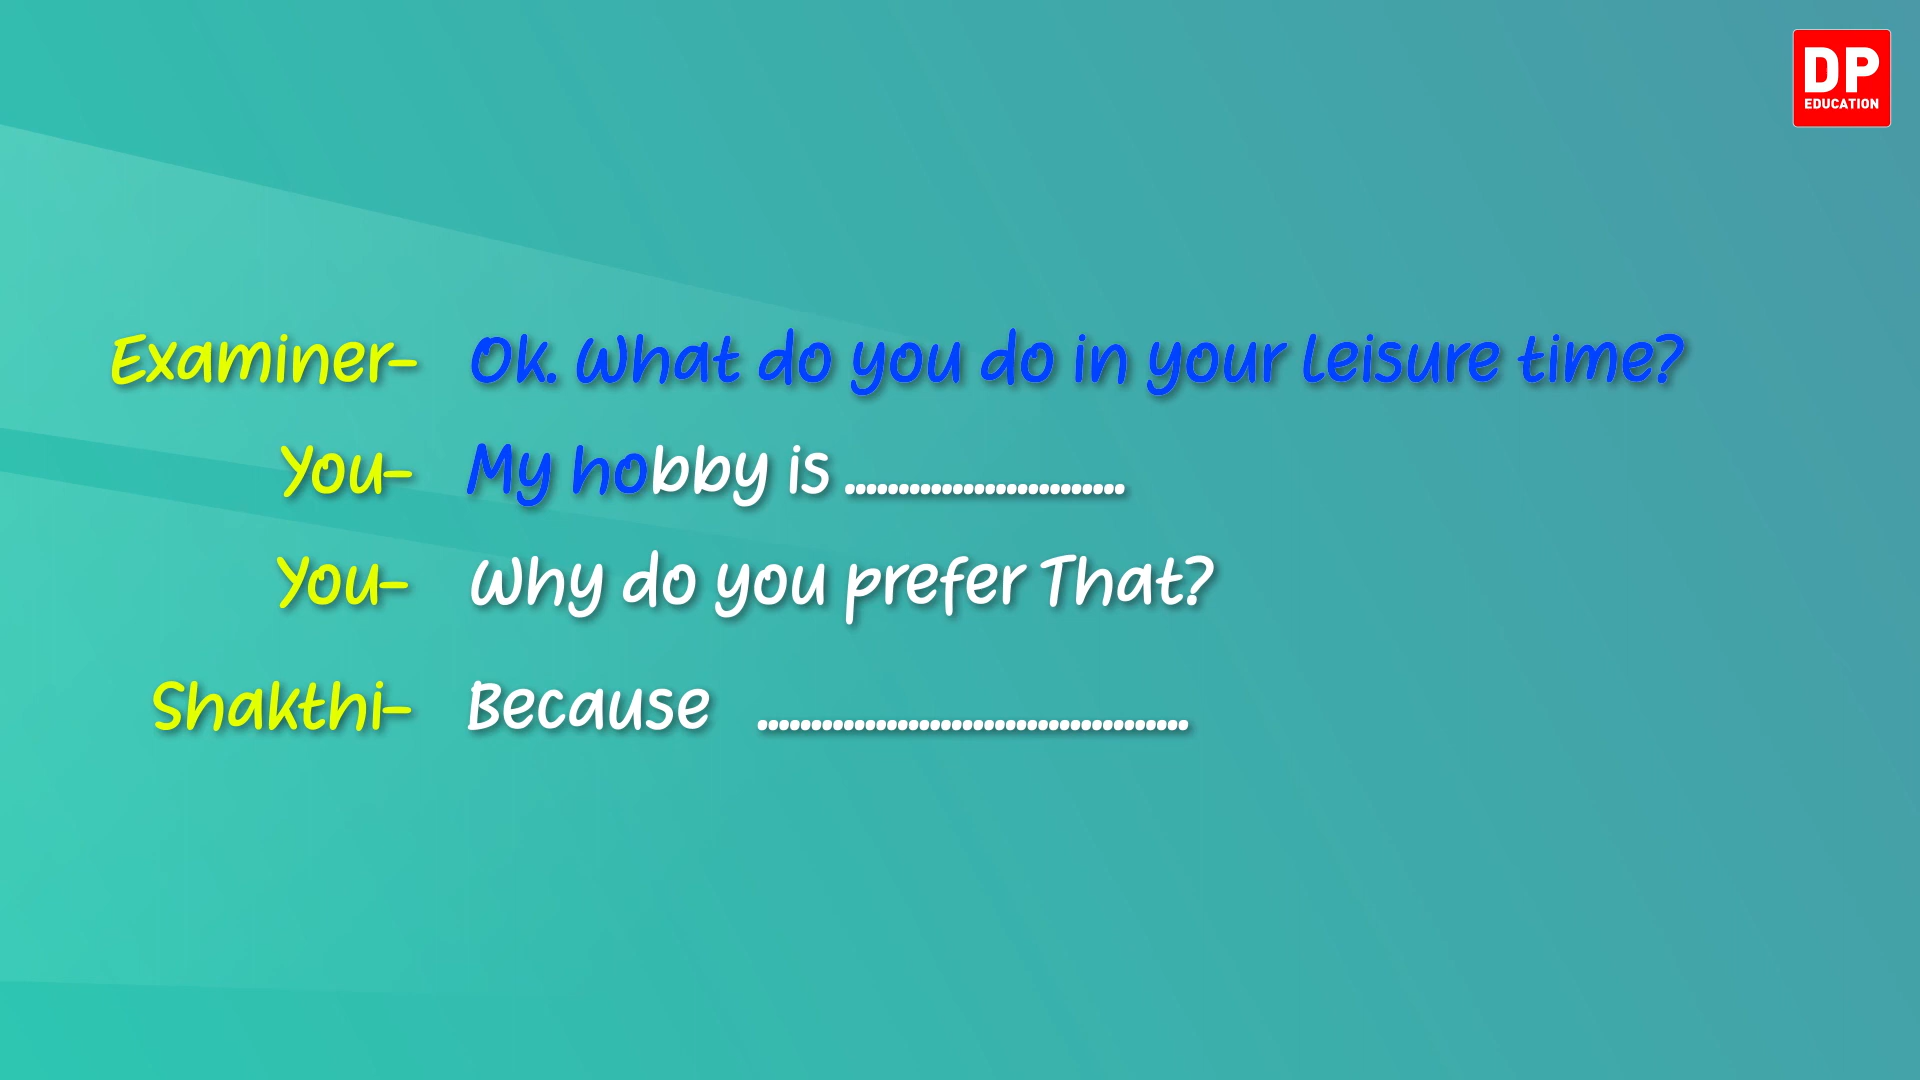 DP
EDUCATION
Examiner- Ok. What do you do in your leisure time?
You- My hobby is ..........................
You- Why do you prefer That?
Shakthi- Because ........................................